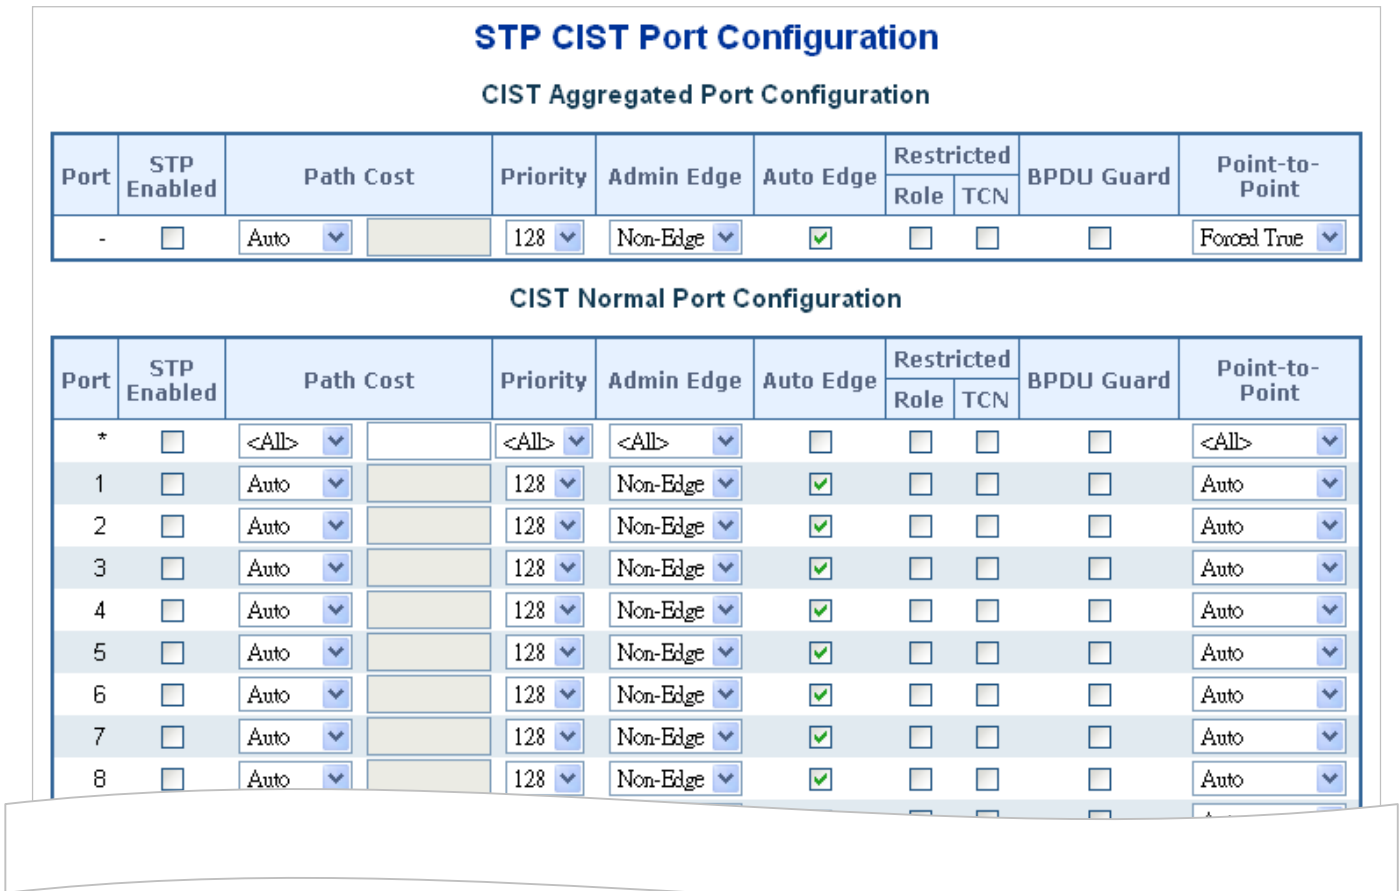 STP CIST Port Configuration
CIST Aggregated Port Configuration
Port STP Enabled Path Cost Priority Admin Edge Auto Edge Restricted Role TCN BPDU Guard Point-to-Point
- Auto 128 Non-Edge Forced True
CIST Normal Port Configuration
Port STP Enabled Path Cost Priority Admin Edge Auto Edge Restricted Role TCN BPDU Guard Point-to-Point
* <All> <All> <All> <All>
1 Auto 128 Non-Edge Auto
2 Auto 128 Non-Edge Auto
3 Auto 128 Non-Edge Auto
4 Auto 128 Non-Edge Auto
5 Auto 128 Non-Edge Auto
6 Auto 128 Non-Edge Auto
7 Auto 128 Non-Edge Auto
8 Auto 128 Non-Edge Auto